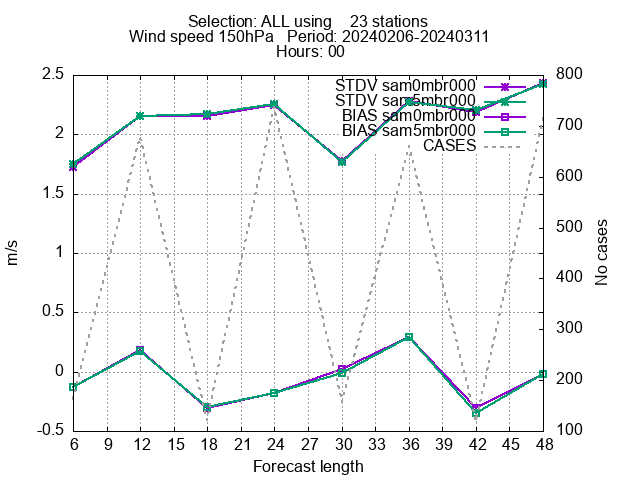 Selection: ALL using 23 stations
Wind speed 150hPa Period: 20240206-20240311
Hours: 00
2.5
2
1.5
1
0.5
0
-0.5
m/s
STDV sam0mbr000
STDV sam5mbr000
BIAS sam0mbr000
BIAS sam5mbr000
CASES
800
700
600
500
400
300
200
100
No cases
6 9 12 15 18 21 24 27 30 33 36 39 42 45 48
Forecast length